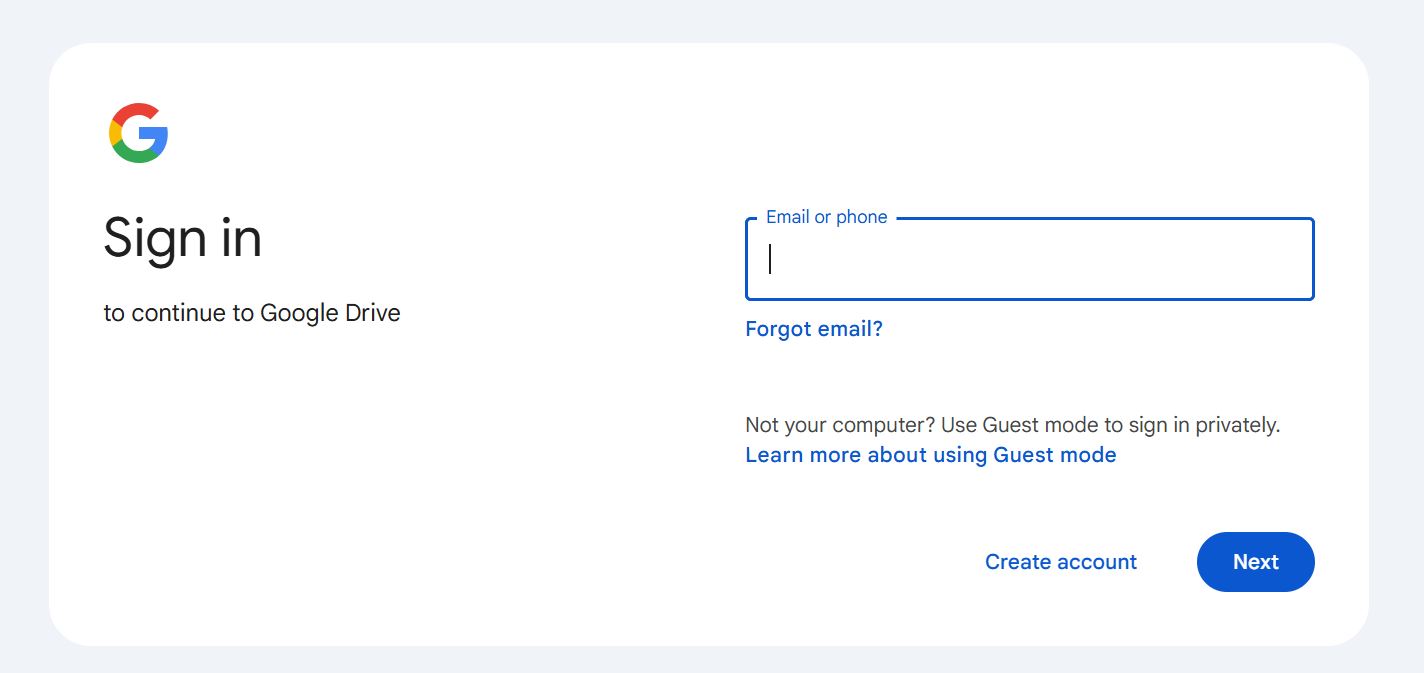 Sign in
to continue to Google Drive
Email or phone
Forgot email?
Not your computer? Use Guest mode to sign in privately.
Learn more about using Guest mode
Create account
Next